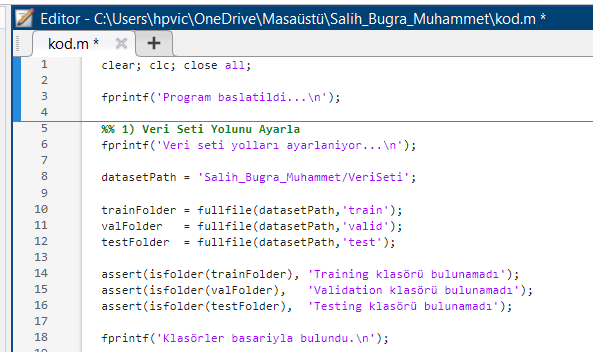 Editor - C:\Users\hpvic\OneDrive\Masaüstü\Salih_Bugra_Muhammet\kod.m *
kod.m *
1 clear; clc; close all;
2
3 fprintf('Program baslatildi...\n');
4
5 %% 1) Veri Seti Yolunu Ayarla
6 fprintf('Veri seti yolları ayarlaniyor...\n');
7
8 datasetPath = 'Salih_Bugra_Muhammet/VeriSeti';
9
10 trainFolder = fullfile(datasetPath,'train');
11 valFolder   = fullfile(datasetPath,'valid');
12 testFolder  = fullfile(datasetPath,'test');
13
14 assert(isfolder(trainFolder), 'Training klasörü bulunamadı');
15 assert(isfolder(valFolder),   'Validation klasörü bulunamadı');
16 assert(isfolder(testFolder),  'Testing klasörü bulunamadı');
17
18 fprintf('Klasörler basariyla bulundu.\n');